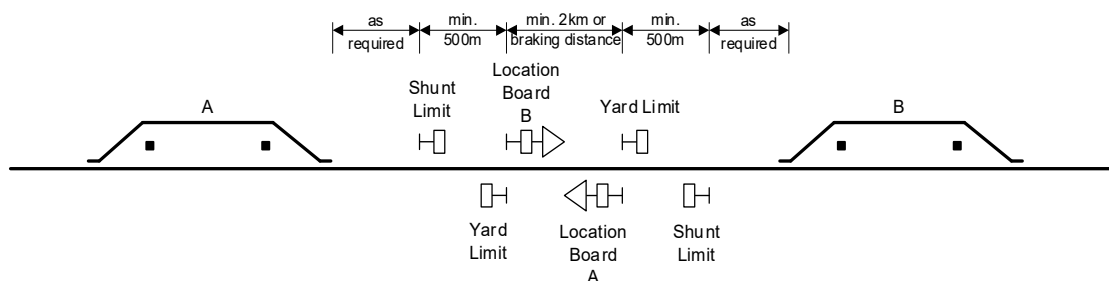 as
required
min.
500m
min. 2km or
braking distance
min.
500m
as
required
Shunt
Limit
Location
Board
B
Yard Limit
A
B
Yard
Limit
Location
Board
A
Shunt
Limit